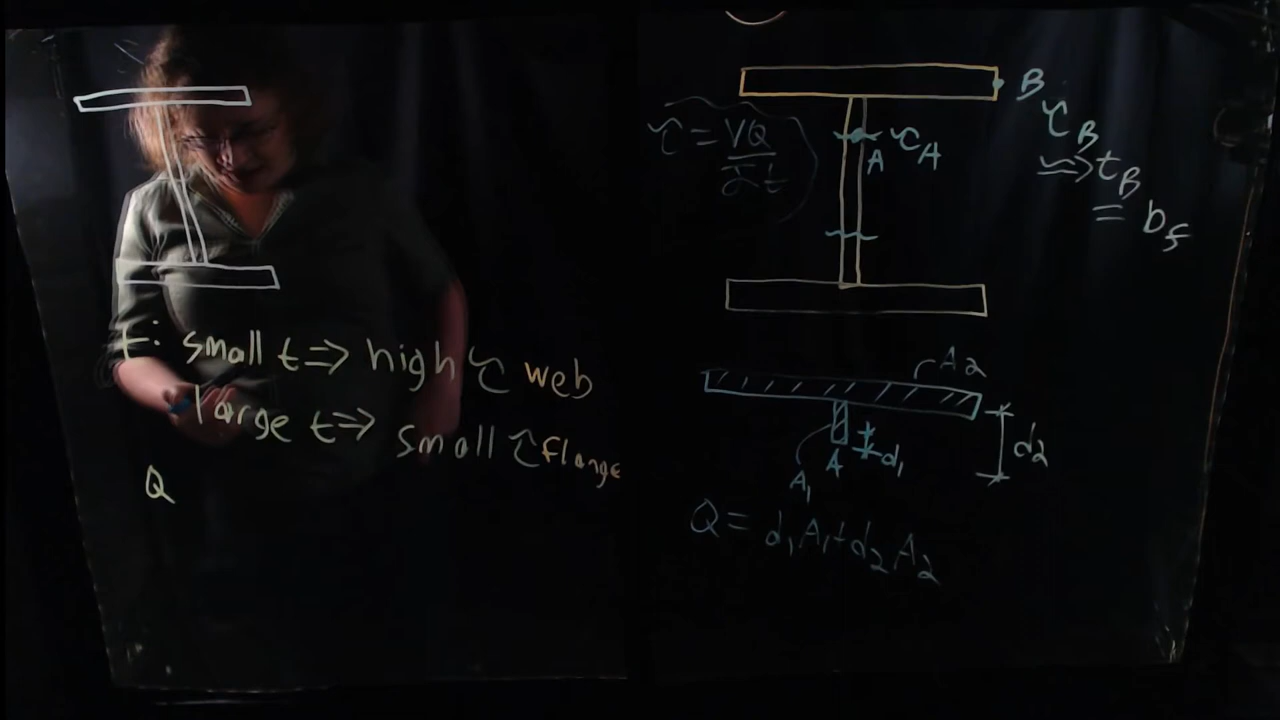 t: small t ⇒ high τ web
large t ⇒ small τ flange
Q
τ = VQ / It
A τA
B
τB
⇒ tB
= bf
A2
d2
d1
A
A1
Q = d1A1 + d2A2